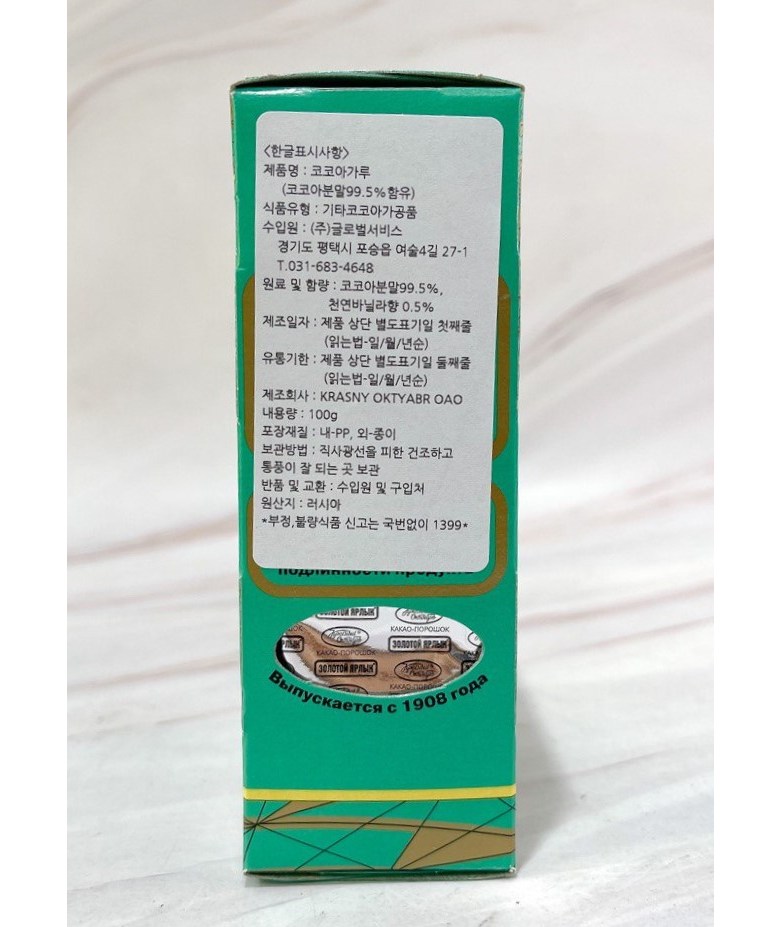 <한글표시사항>
제품명 : 코코아가루
(코코아분말99.5%함유)
식품유형 : 기타코코아가공품
수입원 : (주)글로벌서비스
경기도 평택시 포승읍 여술4길 27-1
T.031-683-4648
원료 및 함량 : 코코아분말99.5%,
천연바닐라향 0.5%
제조일자 : 제품 상단 별도표기일 첫째줄
(읽는법-일/월/년순)
유통기한 : 제품 상단 별도표기일 둘째줄
(읽는법-일/월/년순)
제조회사 : KRASNY OKTYABR OAO
내용량 : 100g
포장재질 : 내-PP, 외-종이
보관방법 : 직사광선을 피한 건조하고
통풍이 잘 되는 곳 보관
반품 및 교환 : 수입원 및 구입처
원산지 : 러시아
*부정,불량식품 신고는 국번없이 1399*
ЗОЛОТОЙ ЯРЛЫК
КАКАО-ПОРОШОК
КАКАО-ПОРОШОК
ЗОЛОТОЙ ЯРЛЫК
Выпускается с 1908 года